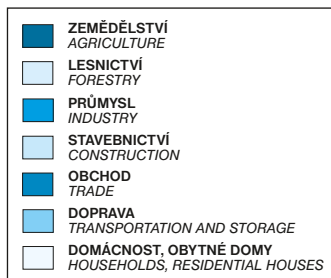 ZEMĚDĚLSTVÍ
AGRICULTURE
LESNICTVÍ
FORESTRY
PRŮMYSL
INDUSTRY
STAVEBNICTVÍ
CONSTRUCTION
OBCHOD
TRADE
DOPRAVA
TRANSPORTATION AND STORAGE
DOMÁCNOST, OBYTNÉ DOMY
HOUSEHOLDS, RESIDENTIAL HOUSES